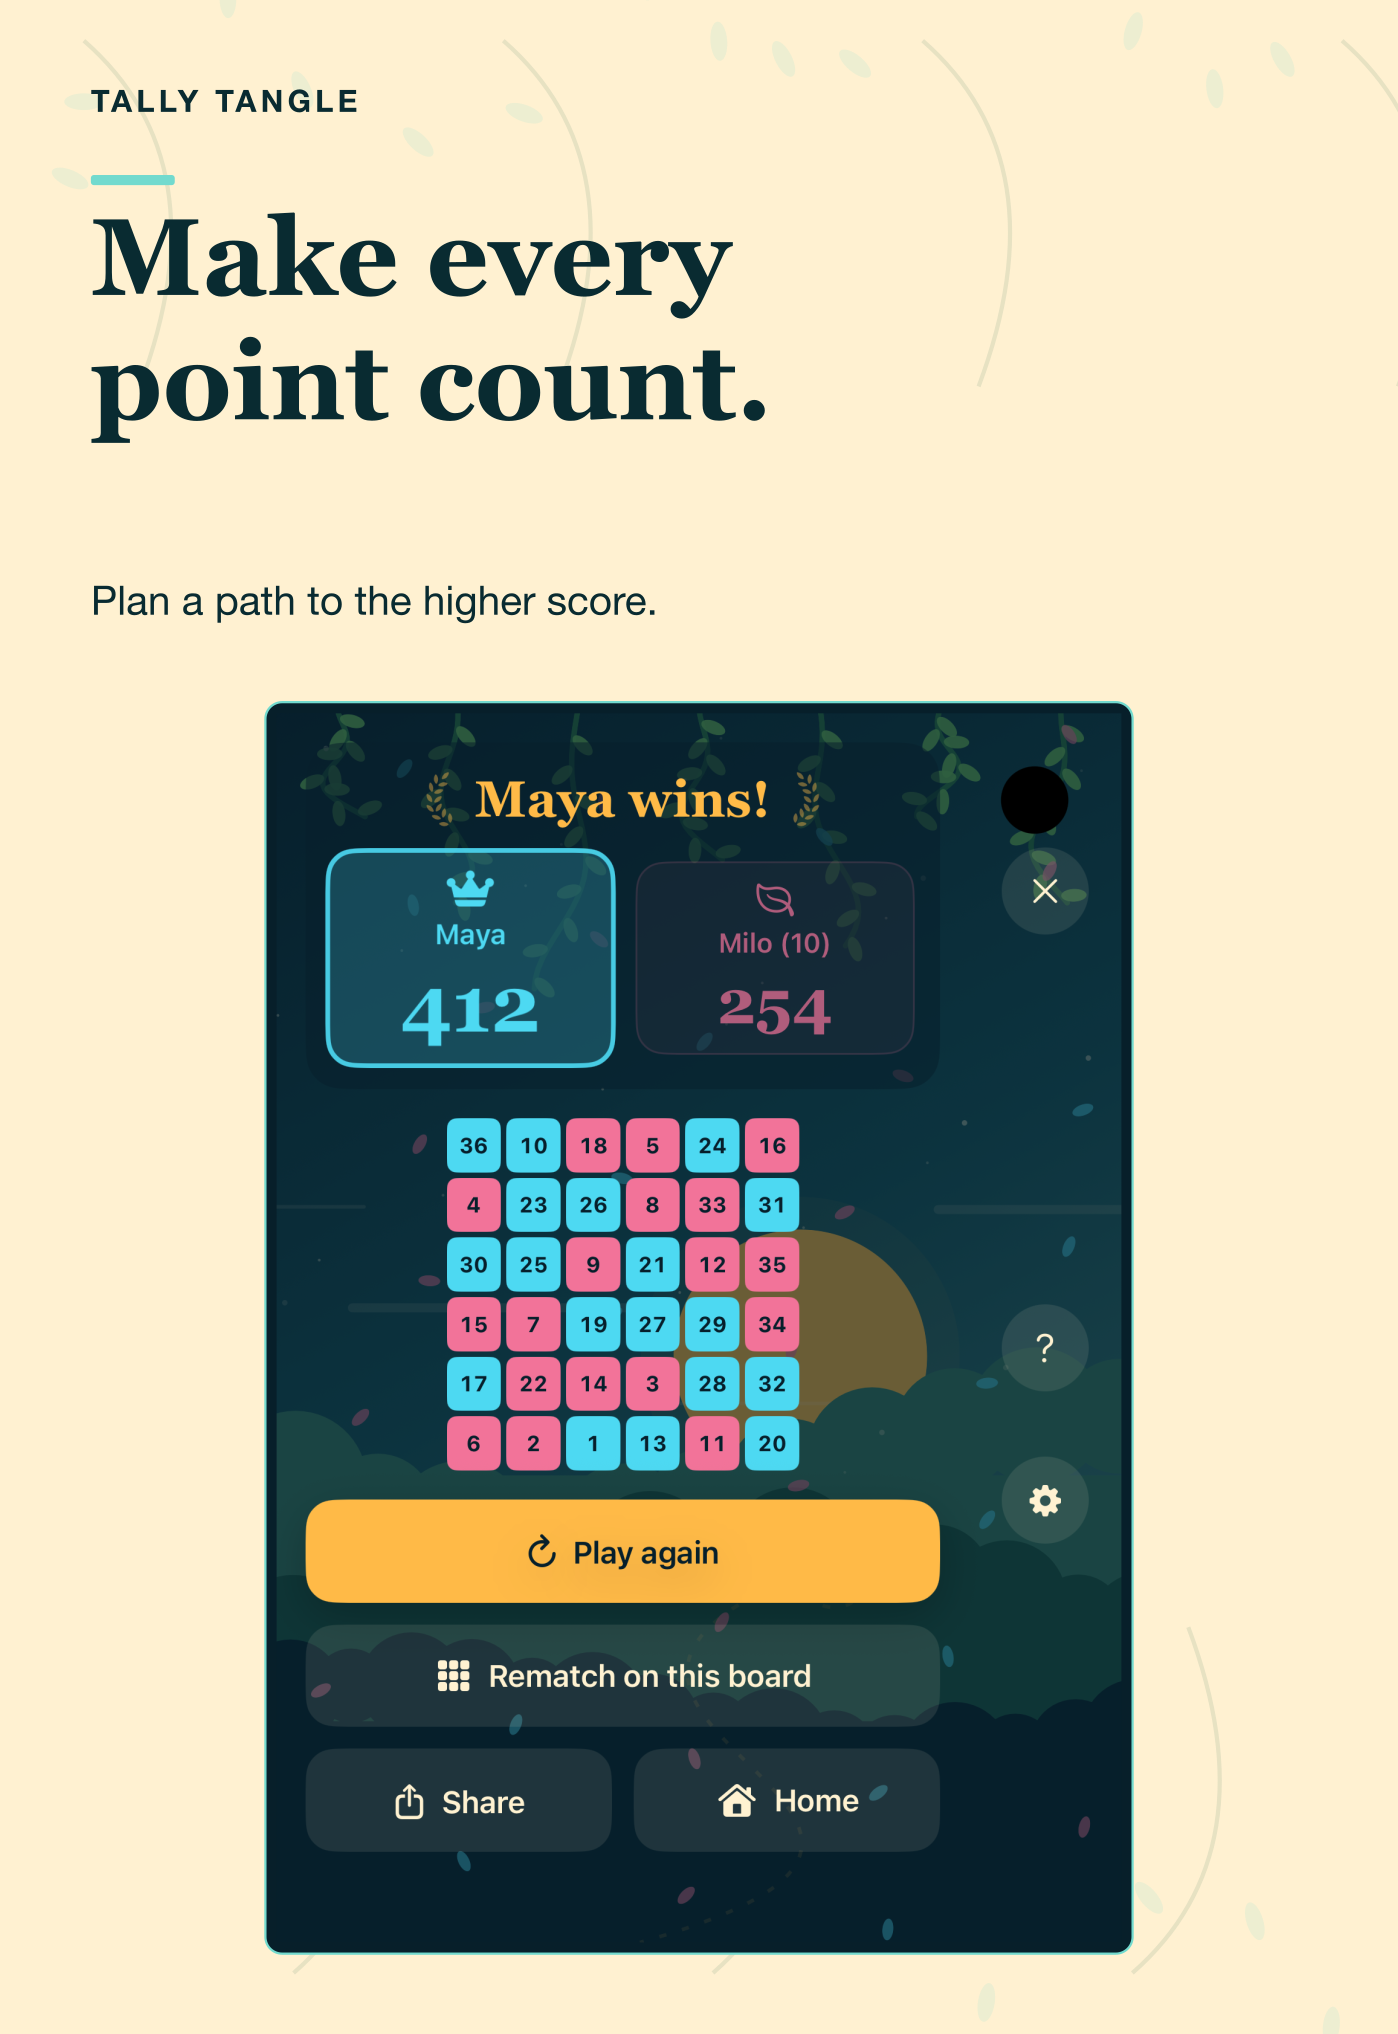 TALLY TANGLE
Make every
point count.
Plan a path to the higher score.
Maya wins!
Maya
412
Milo (10)
254
36 10 18 5 24 16
4 23 26 8 33 31
30 25 9 21 12 35
15 7 19 27 29 34
17 22 14 3 28 32
6 2 1 13 11 20
?
Play again
Rematch on this board
Share
Home